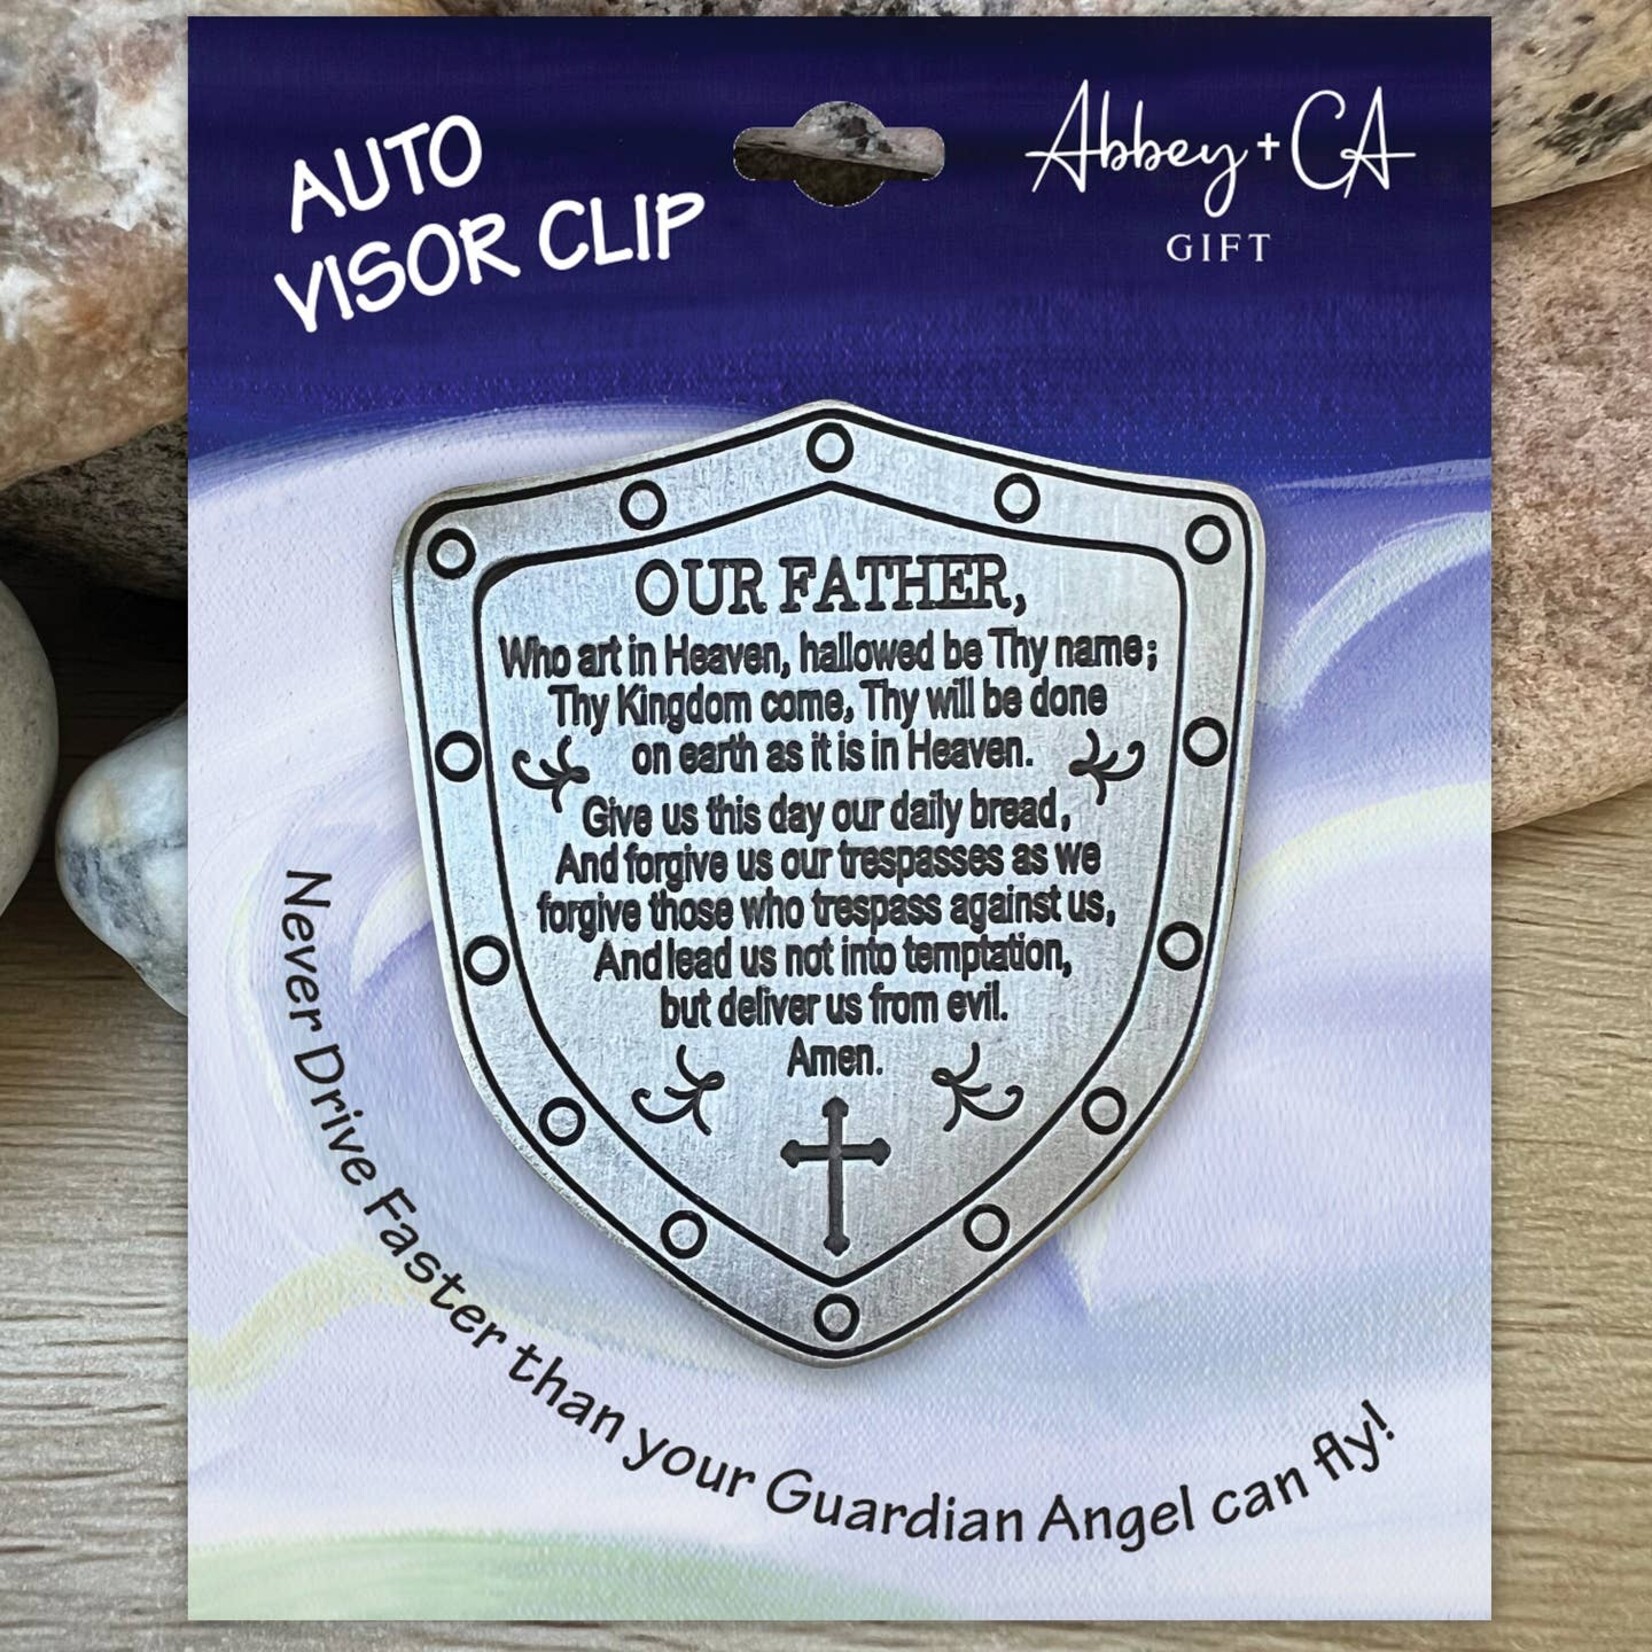 AUTO
VISOR CLIP
Abbey + CA
GIFT
OUR FATHER,
Who art in Heaven, hallowed be Thy name;
Thy Kingdom come, Thy will be done
on earth as it is in Heaven.
Give us this day our daily bread,
And forgive us our trespasses as we
forgive those who trespass against us,
And lead us not into temptation,
but deliver us from evil.
Amen.
Never Drive Faster than your Guardian Angel can fly!